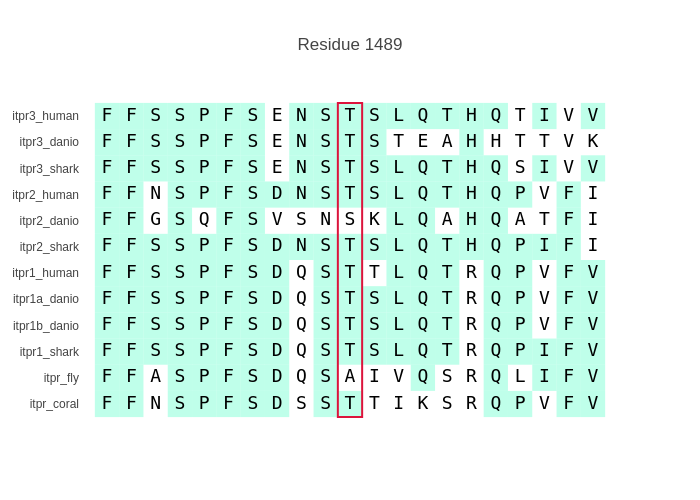 Residue 1489
itpr3_human F F S S P F S E N S T S L Q T H Q T I V V
itpr3_danio F F S S P F S E N S T S T E A H H T T V K
itpr3_shark F F S S P F S E N S T S L Q T H Q S I V V
itpr2_human F F N S P F S D N S T S L Q T H Q P V F I
itpr2_danio F F G S Q F S V S N S K L Q A H Q A T F I
itpr2_shark F F S S P F S D N S T S L Q T H Q P I F I
itpr1_human F F S S P F S D Q S T T L Q T R Q P V F V
itpr1a_danio F F S S P F S D Q S T S L Q T R Q P V F V
itpr1b_danio F F S S P F S D Q S T S L Q T R Q P V F V
itpr1_shark F F S S P F S D Q S T S L Q T R Q P I F V
itpr_fly F F A S P F S D Q S A I V Q S R Q L I F V
itpr_coral F F N S P F S D S S T T I K S R Q P V F V